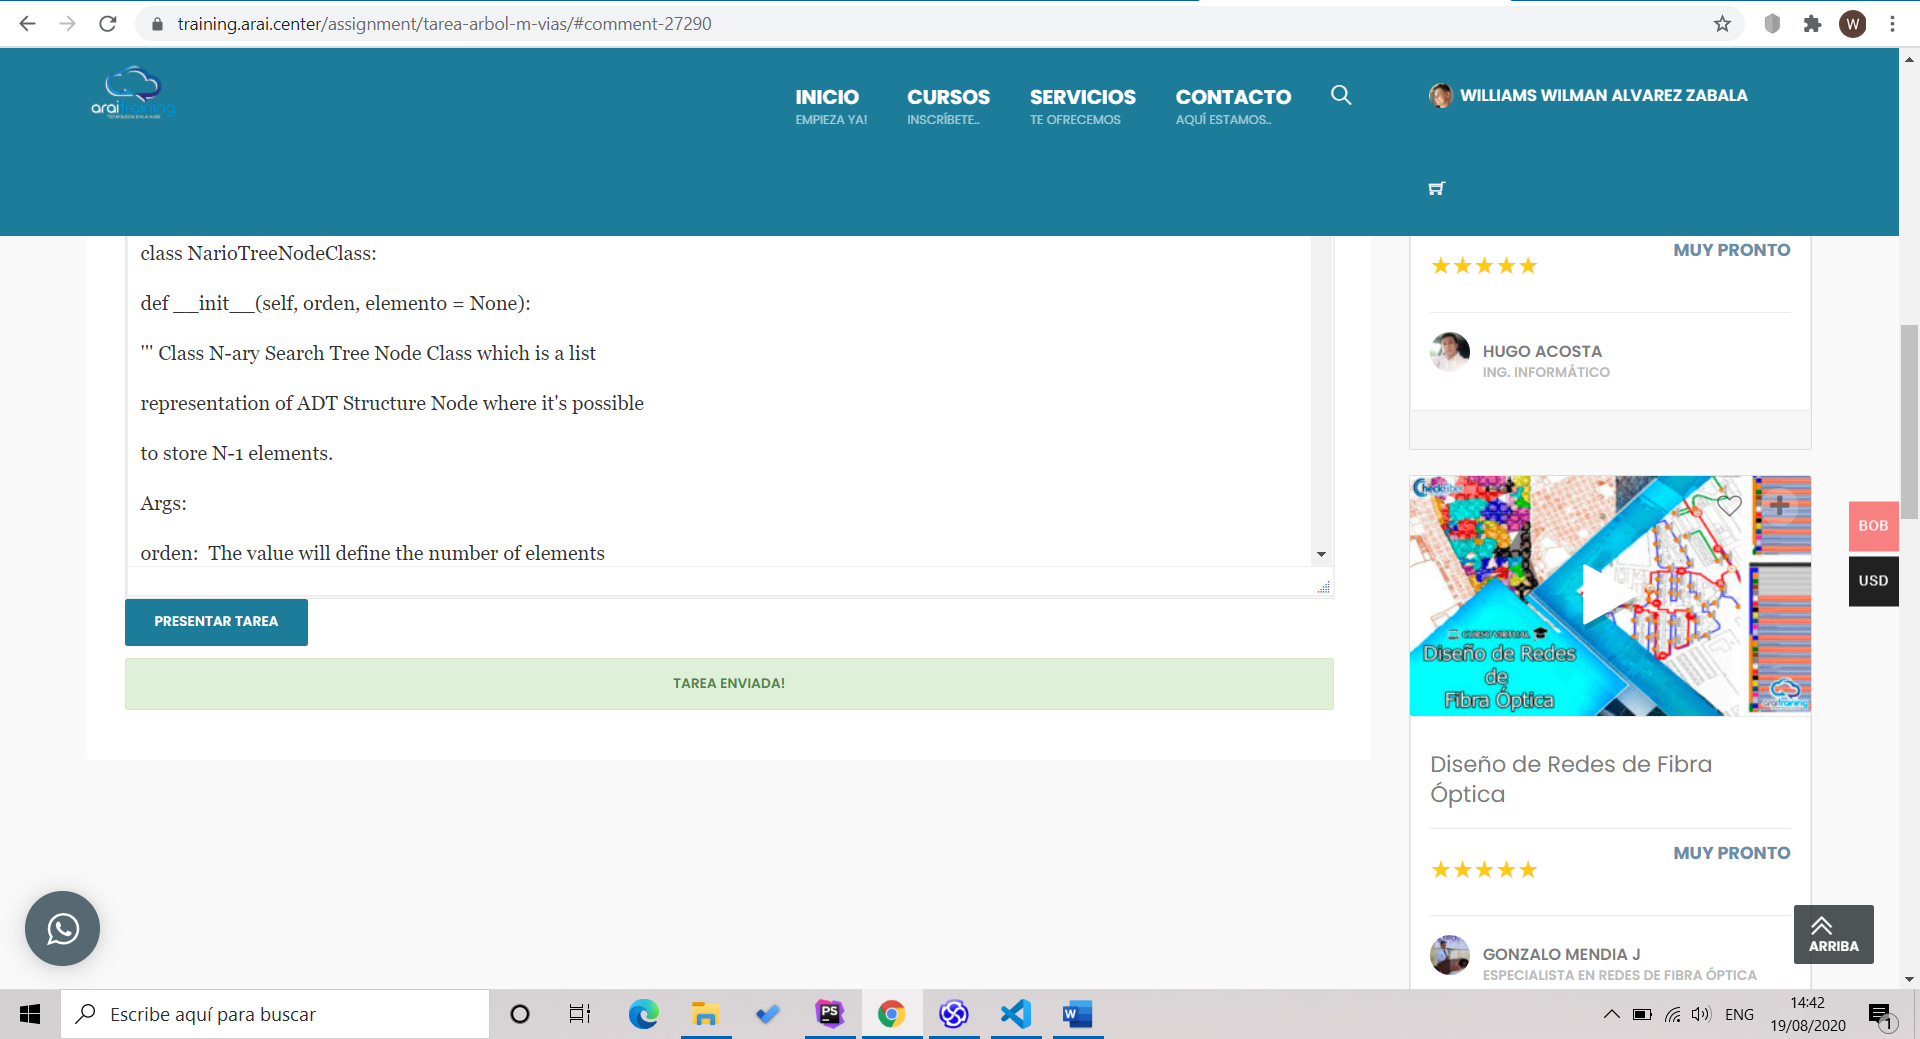 training.arai.center/assignment/tarea-arbol-m-vias/#comment-27290
W
araitraining
INICIO
EMPIEZA YA!
CURSOS
INSCRÍBETE..
SERVICIOS
TE OFRECEMOS
CONTACTO
AQUÍ ESTAMOS..
WILLIAMS WILMAN ALVAREZ ZABALA
class NarioTreeNodeClass:
def __init__(self, orden, elemento = None):
''' Class N-ary Search Tree Node Class which is a list
representation of ADT Structure Node where it's possible
to store N-1 elements.
Args:
orden:  The value will define the number of elements
PRESENTAR TAREA
TAREA ENVIADA!
MUY PRONTO
HUGO ACOSTA
ING. INFORMÁTICO
CURSO VIRTUAL
Diseño de Redes
de
Fibra Óptica
araitraining
BOB
USD
Diseño de Redes de Fibra
Óptica
MUY PRONTO
GONZALO MENDIA J
ESPECIALISTA EN REDES DE FIBRA ÓPTICA
ARRIBA
Escribe aquí para buscar
PS
W
ENG
14:42
19/08/2020
1